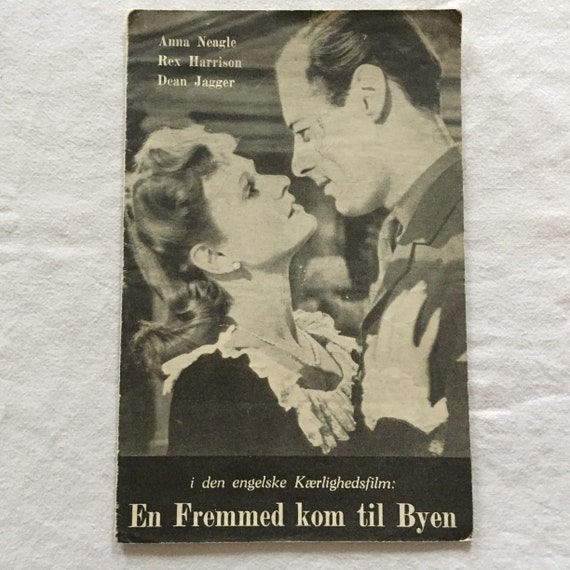 Anna Neagle
Rex Harrison
Dean Jagger
i den engelske Kærlighedsfilm:
En Fremmed kom til Byen